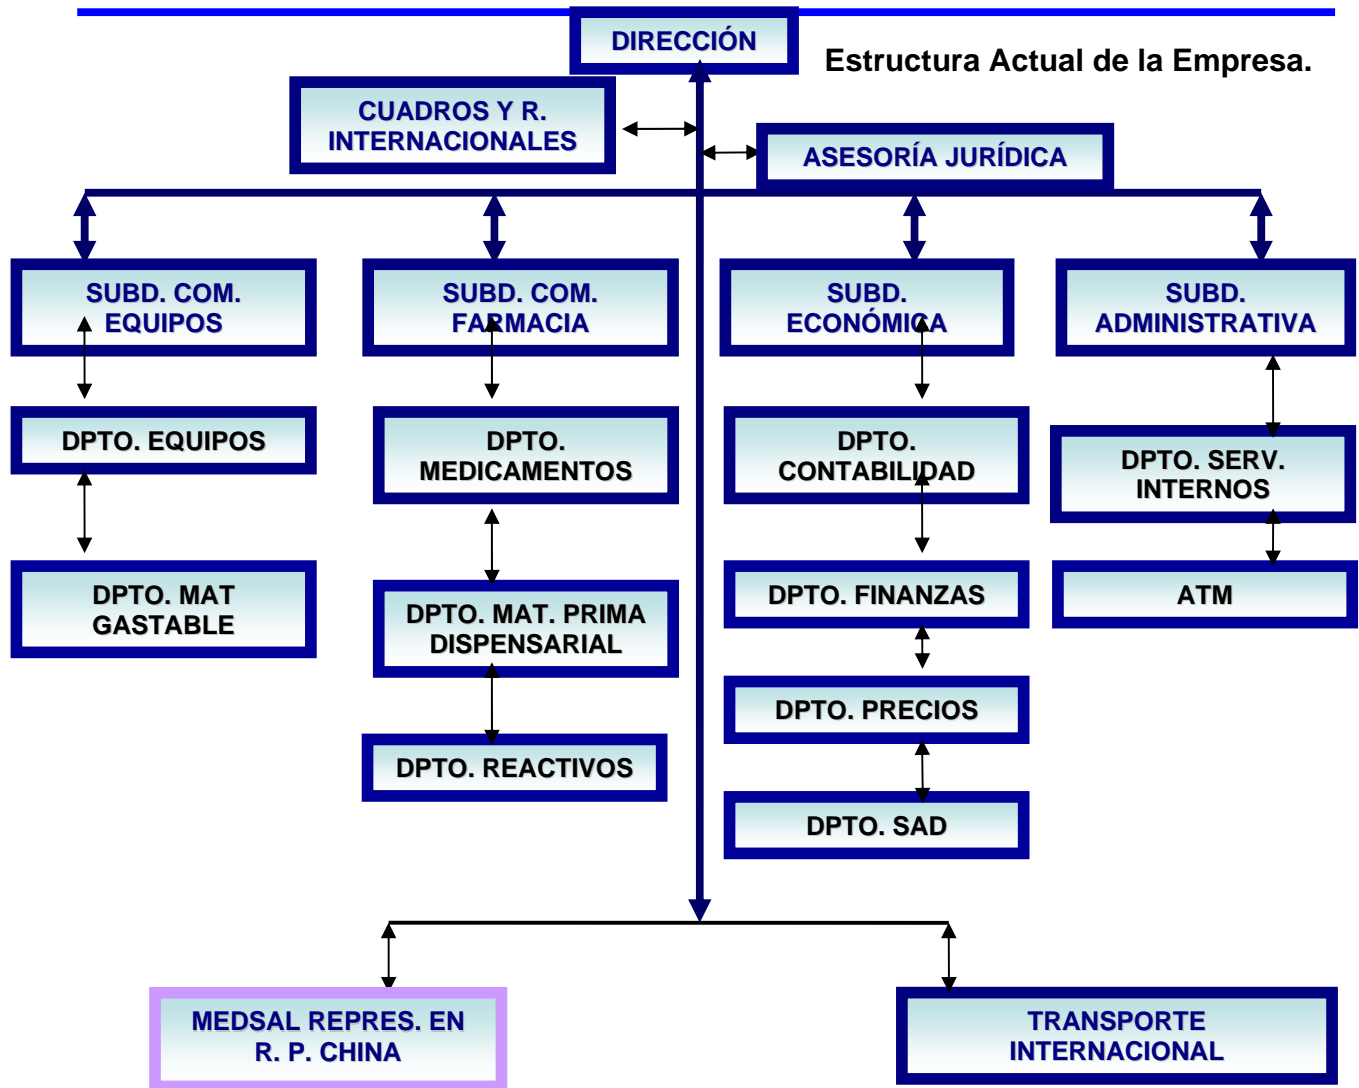 DIRECCIÓN
Estructura Actual de la Empresa.
CUADROS Y R.
INTERNACIONALES
ASESORÍA JURÍDICA
SUBD. COM.
EQUIPOS
SUBD. COM.
FARMACIA
SUBD.
ECONÓMICA
SUBD.
ADMINISTRATIVA
DPTO. EQUIPOS
DPTO.
MEDICAMENTOS
DPTO.
CONTABILIDAD
DPTO. SERV.
INTERNOS
DPTO. MAT
GASTABLE
DPTO. MAT. PRIMA
DISPENSARIAL
DPTO. FINANZAS
ATM
DPTO. PRECIOS
DPTO. REACTIVOS
DPTO. SAD
MEDSAL REPRES. EN
R. P. CHINA
TRANSPORTE
INTERNACIONAL